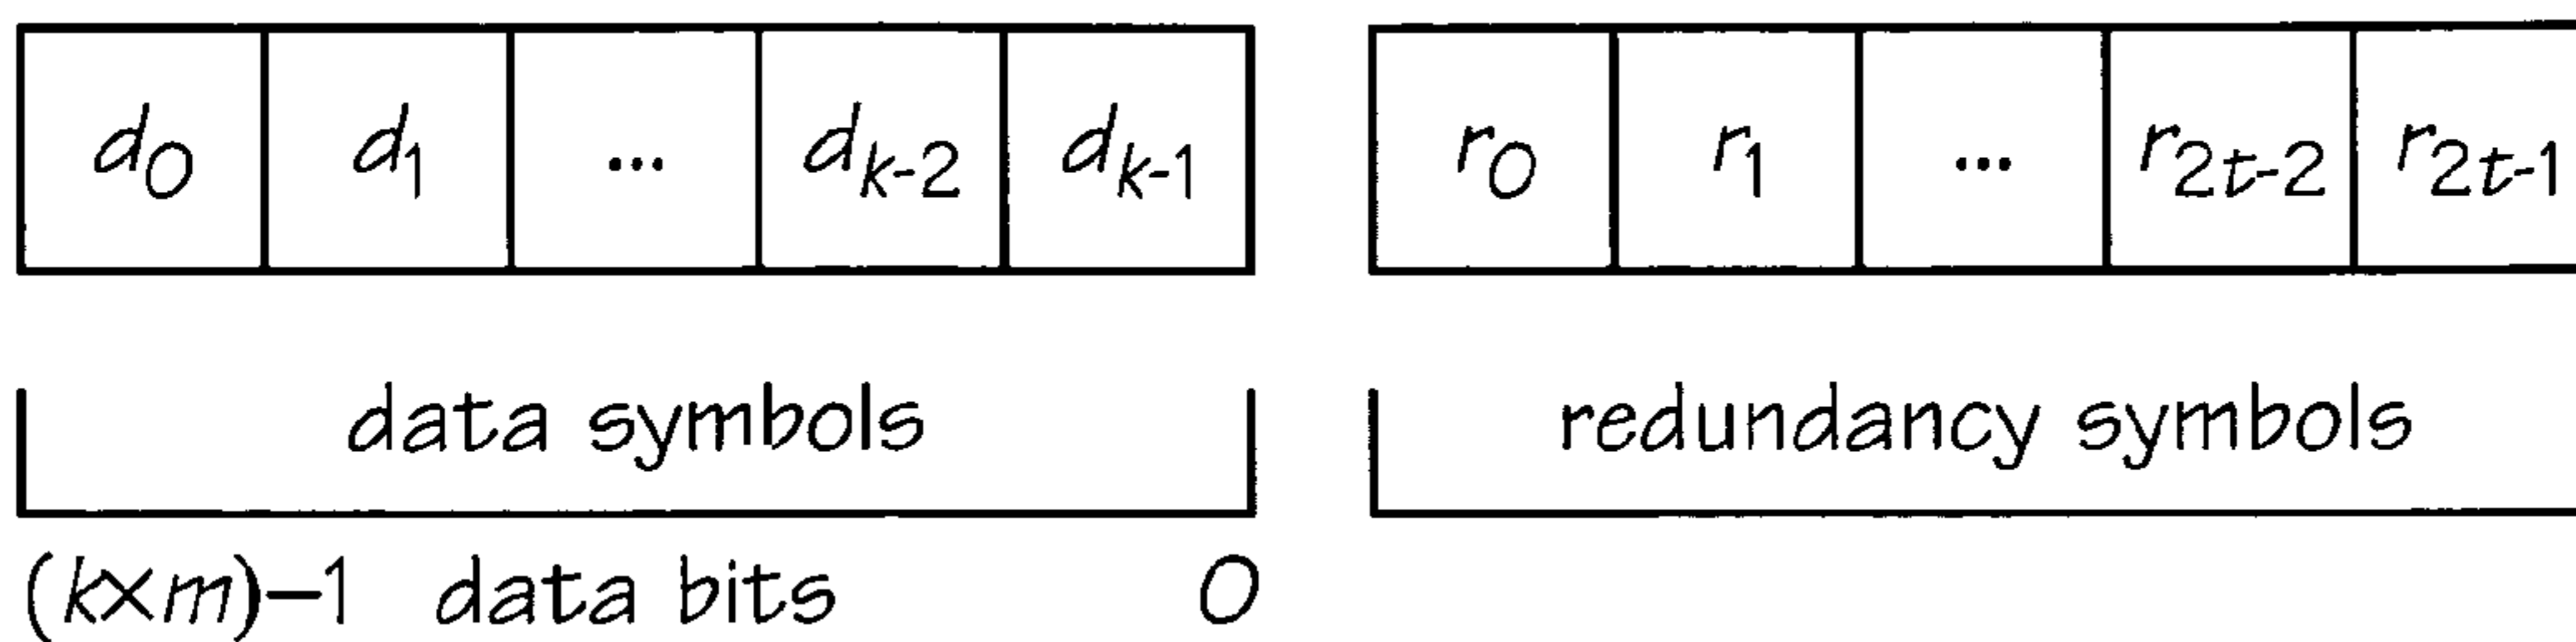 d0 d1 ... dk-2 dk-1 r0 r1 ... r2t-2 r2t-1
data symbols redundancy symbols
(k×m)–1 data bits 0